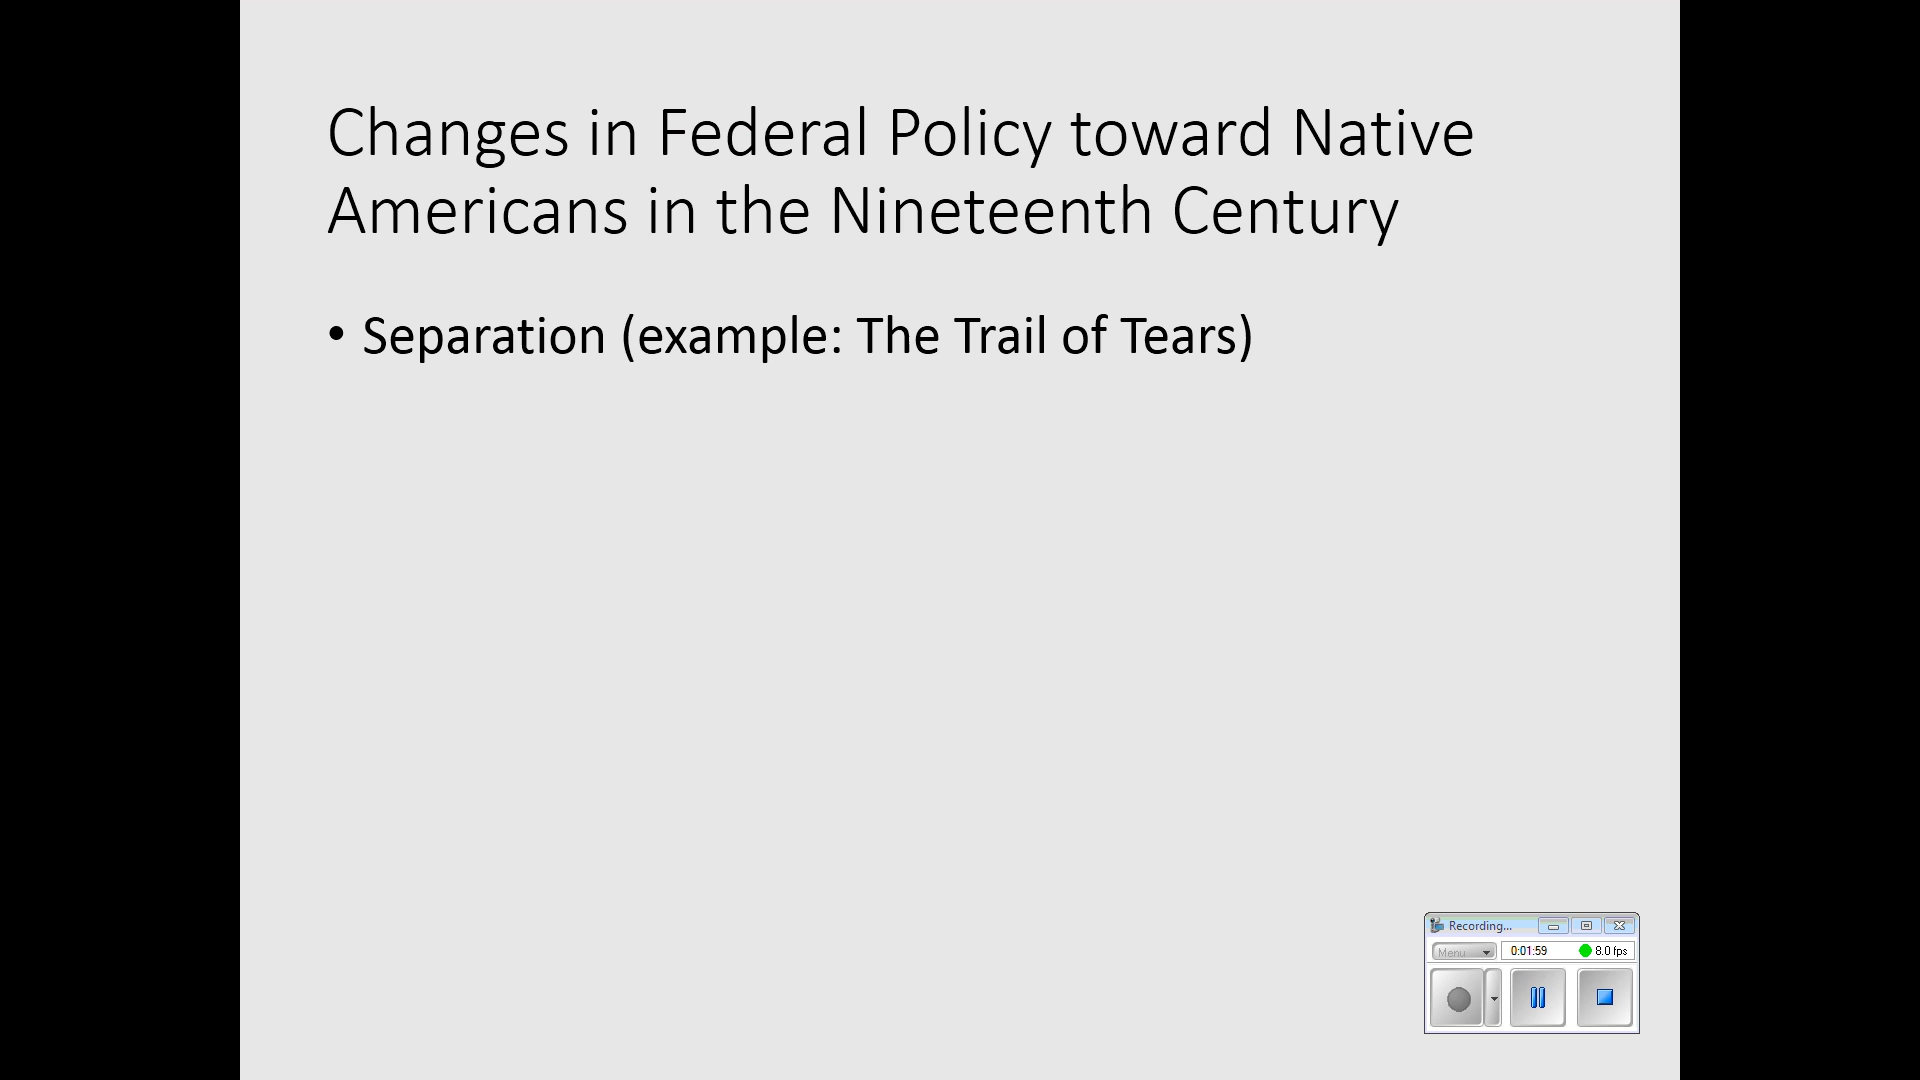 Changes in Federal Policy toward Native
Americans in the Nineteenth Century
• Separation (example: The Trail of Tears)
Recording...
Menu
0:01:59
8.0 fps